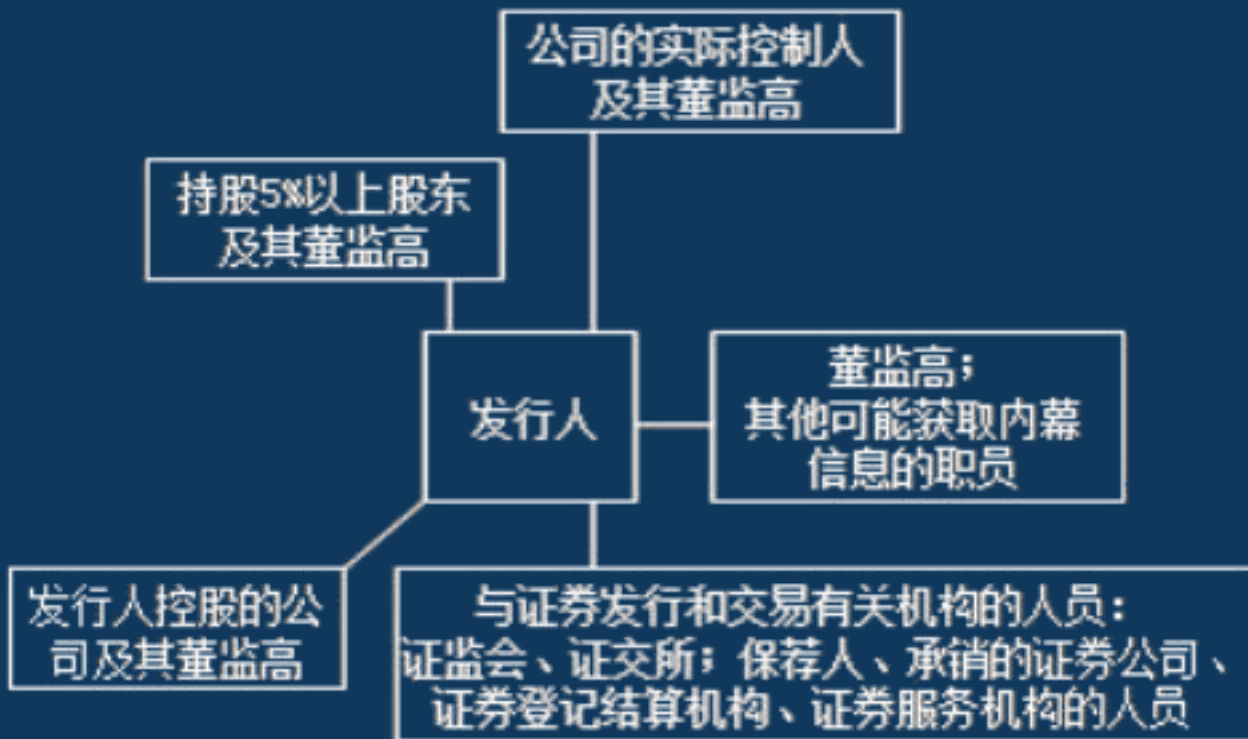 公司的实际控制人
及其董监高
持股5%以上股东
及其董监高
发行人
董监高；
其他可能获取内幕
信息的职员
发行人控股的公
司及其董监高
与证券发行和交易有关机构的人员：
证监会、证交所；保荐人、承销的证券公司、
证券登记结算机构、证券服务机构的人员